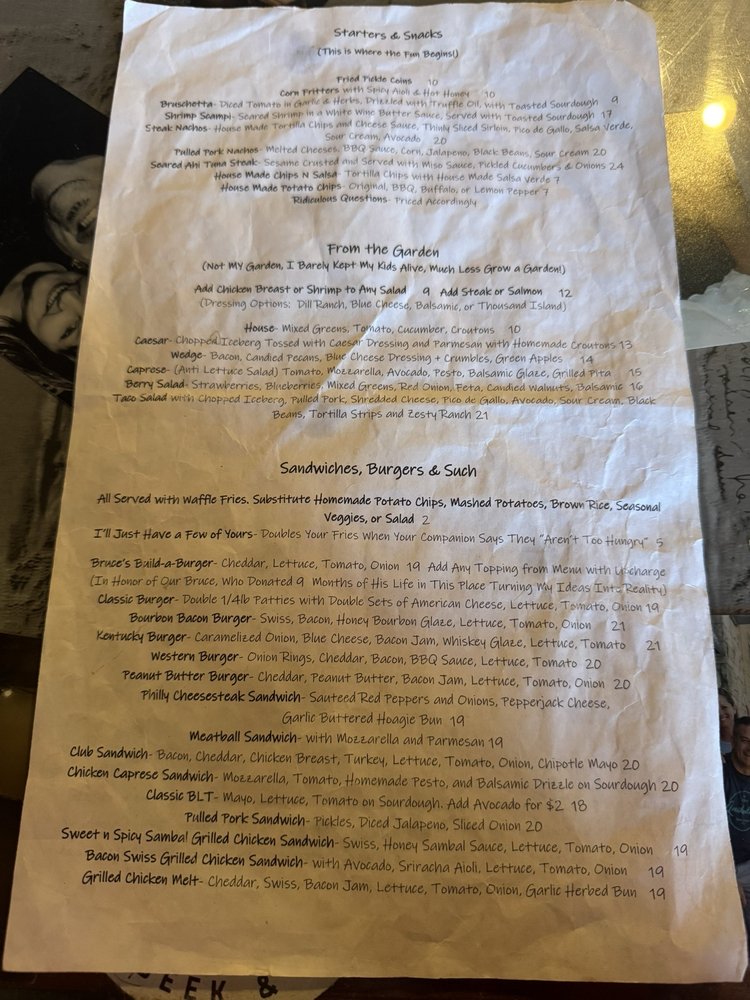 Starters & Snacks
(This is Where the Fun Begins!)
Fried Pickle Coins 10
Corn Fritters with Spicy Aioli & Hot Honey 10
Bruschetta- Diced Tomato in Garlic & Herbs, Drizzled with Truffle Oil, with Toasted Sourdough 9
Shrimp Scampi- Seared Shrimp in a White Wine Butter Sauce, Served with Toasted Sourdough 17
Steak Nachos- House Made Tortilla Chips and Cheese Sauce, Thinly Sliced Sirloin, Pico de Gallo, Salsa Verde,
Sour Cream, Avocado 20
Pulled Pork Nachos- Melted Cheeses, BBQ Sauce, Corn, Jalapeno, Black Beans, Sour Cream 20
Seared Ahi Tuna Steak- Sesame Crusted and Served with Miso Sauce, Pickled Cucumbers & Onions 24
House Made Chips N Salsa- Tortilla Chips with House Made Salsa Verde 7
House Made Potato Chips- Original, BBQ, Buffalo, or Lemon Pepper 7
Ridiculous Questions- Priced Accordingly
From the Garden
(Not MY Garden, I Barely Kept My Kids Alive, Much Less Grow a Garden!)
Add Chicken Breast or Shrimp to Any Salad 9 Add Steak or Salmon 12
(Dressing Options: Dill Ranch, Blue Cheese, Balsamic, or Thousand Island)
House- Mixed Greens, Tomato, Cucumber, Croutons 10
Caesar- Chopped Iceberg Tossed with Caesar Dressing and Parmesan with Homemade Croutons 13
Wedge- Bacon, Candied Pecans, Blue Cheese Dressing + Crumbles, Green Apples 14
Caprese- (Anti Lettuce Salad) Tomato, Mozzarella, Avocado, Pesto, Balsamic Glaze, Grilled Pita 15
Berry Salad- Strawberries, Blueberries, Mixed Greens, Red Onion, Feta, Candied Walnuts, Balsamic 16
Taco Salad with Chopped Iceberg, Pulled Pork, Shredded Cheese, Pico de Gallo, Avocado, Sour Cream, Black
Beans, Tortilla Strips and Zesty Ranch 21
Sandwiches, Burgers & Such
All Served with Waffle Fries. Substitute Homemade Potato Chips, Mashed Potatoes, Brown Rice, Seasonal
Veggies, or Salad 2
I'll Just Have a Few of Yours- Doubles Your Fries When Your Companion Says They "Aren't Too Hungry" 5
Bruce's Build-a-Burger- Cheddar, Lettuce, Tomato, Onion 19 Add Any Topping from Menu with Upcharge
(In Honor of Our Bruce, Who Donated 9 Months of His Life in This Place Turning My Ideas Into Reality)
Classic Burger- Double 1/4lb Patties with Double Sets of American Cheese, Lettuce, Tomato, Onion 19
Bourbon Bacon Burger- Swiss, Bacon, Honey Bourbon Glaze, Lettuce, Tomato, Onion 21
Kentucky Burger- Caramelized Onion, Blue Cheese, Bacon Jam, Whiskey Glaze, Lettuce, Tomato 21
Western Burger- Onion Rings, Cheddar, Bacon, BBQ Sauce, Lettuce, Tomato 20
Peanut Butter Burger- Cheddar, Peanut Butter, Bacon Jam, Lettuce, Tomato, Onion 20
Philly Cheesesteak Sandwich- Sauteed Red Peppers and Onions, Pepperjack Cheese,
Garlic Buttered Hoagie Bun 19
Meatball Sandwich- with Mozzarella and Parmesan 19
Club Sandwich- Bacon, Cheddar, Chicken Breast, Turkey, Lettuce, Tomato, Onion, Chipotle Mayo 20
Chicken Caprese Sandwich- Mozzarella, Tomato, Homemade Pesto, and Balsamic Drizzle on Sourdough 20
Classic BLT- Mayo, Lettuce, Tomato on Sourdough. Add Avocado for $2 18
Pulled Pork Sandwich- Pickles, Diced Jalapeno, Sliced Onion 20
Sweet n Spicy Sambal Grilled Chicken Sandwich- Swiss, Honey Sambal Sauce, Lettuce, Tomato, Onion 19
Bacon Swiss Grilled Chicken Sandwich- with Avocado, Sriracha Aioli, Lettuce, Tomato, Onion 19
Grilled Chicken Melt- Cheddar, Swiss, Bacon Jam, Lettuce, Tomato, Onion, Garlic Herbed Bun 19
EEK &